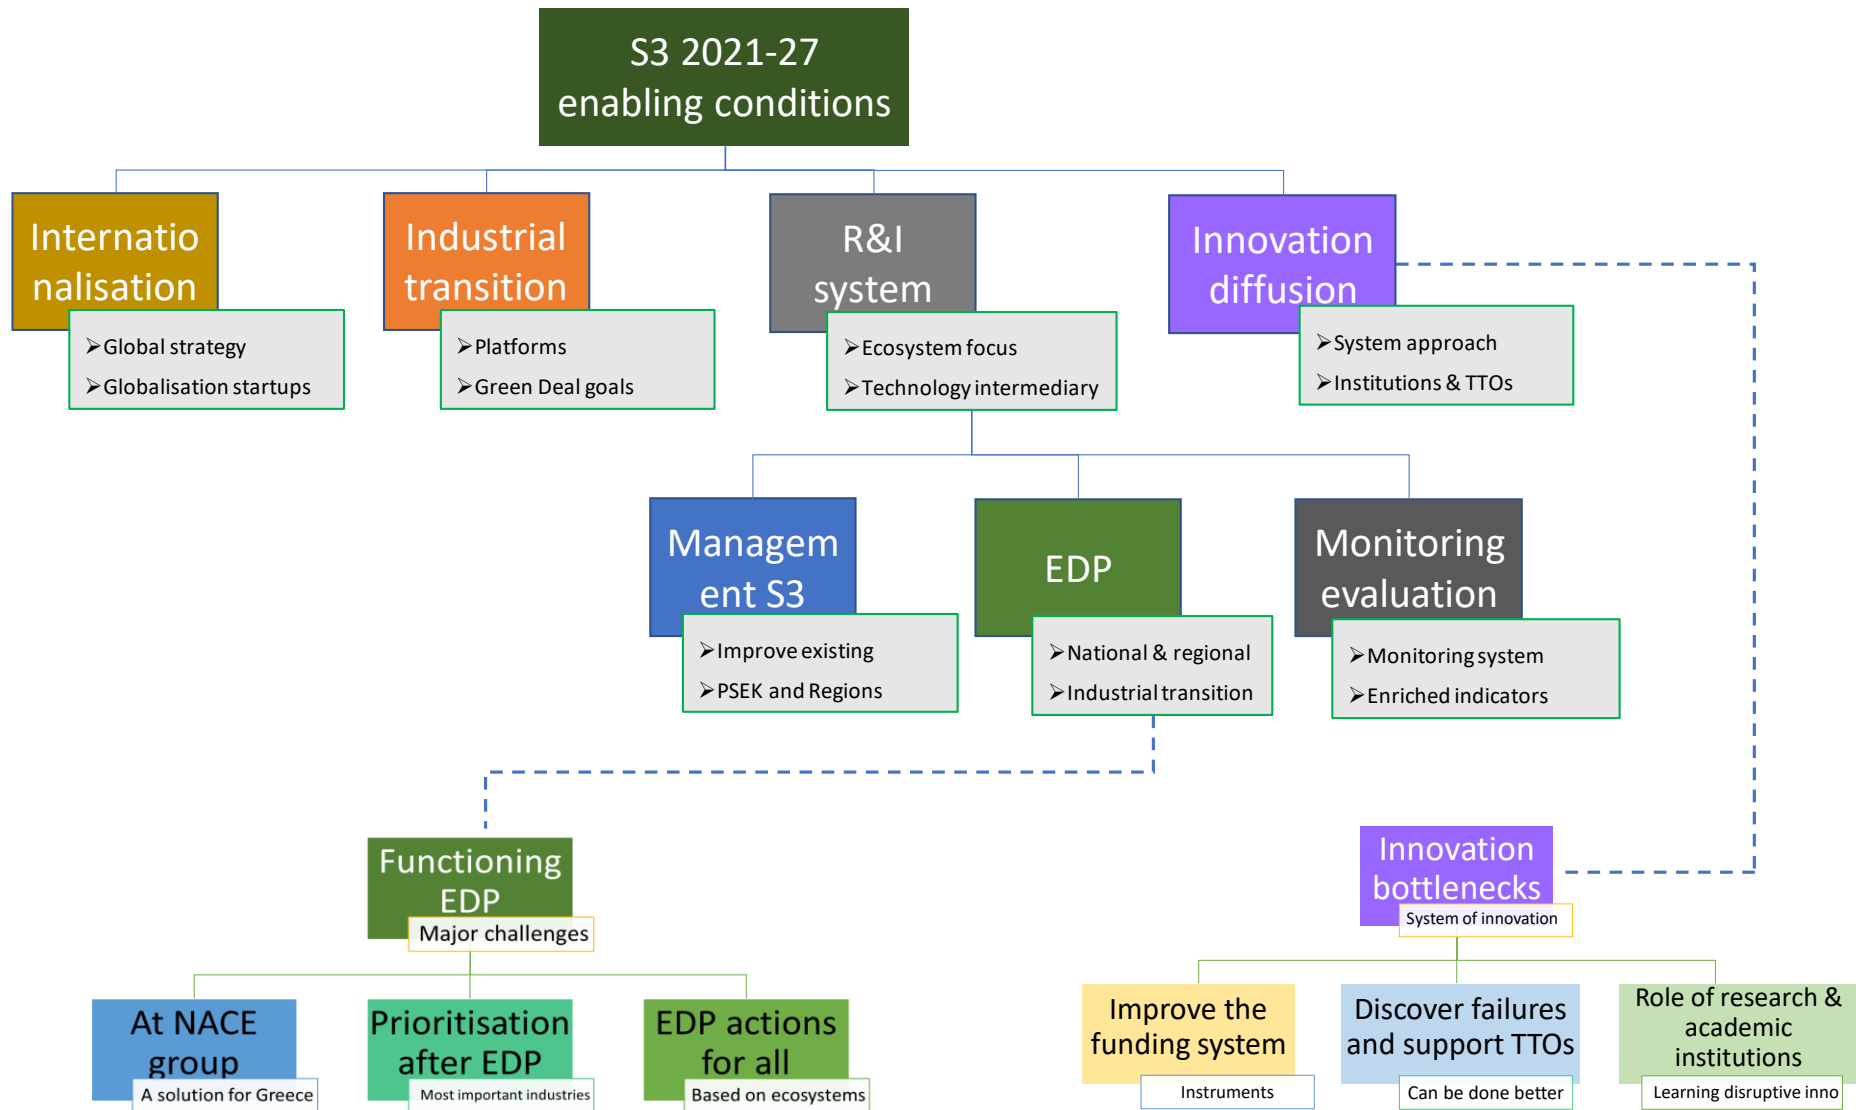 S3 2021-27
enabling conditions
Internatio
nalisation
➢Global strategy
➢Globalisation startups
Industrial
transition
➢Platforms
➢Green Deal goals
R&I
system
➢Ecosystem focus
➢Technology intermediary
Innovation
diffusion
➢System approach
➢Institutions & TTOs
Managem
ent S3
➢Improve existing
➢PSEK and Regions
EDP
➢National & regional
➢Industrial transition
Monitoring
evaluation
➢Monitoring system
➢Enriched indicators
Functioning
EDP
Major challenges
At NACE
group
A solution for Greece
Prioritisation
after EDP
Most important industries
EDP actions
for all
Based on ecosystems
Innovation
bottlenecks
System of innovation
Improve the
funding system
Instruments
Discover failures
and support TTOs
Can be done better
Role of research &
academic
institutions
Learning disruptive inno